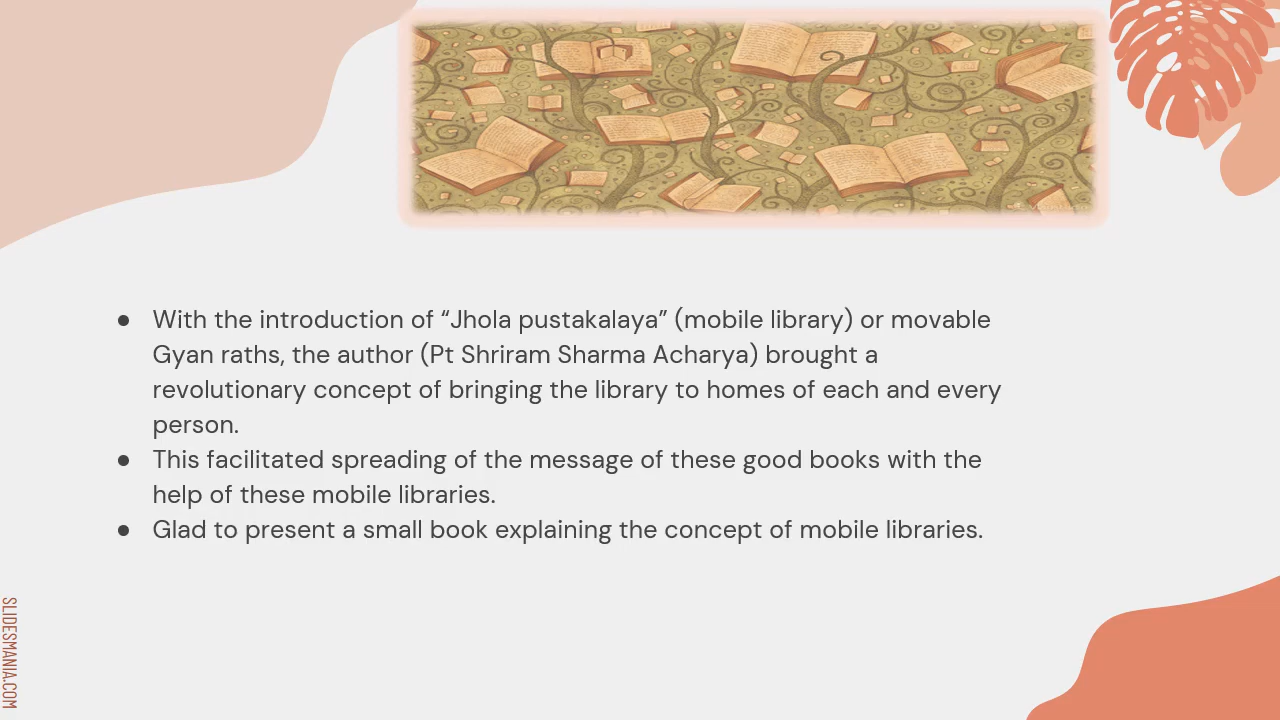 ● With the introduction of “Jhola pustakalaya” (mobile library) or movable
Gyan raths, the author (Pt Shriram Sharma Acharya) brought a
revolutionary concept of bringing the library to homes of each and every
person.
● This facilitated spreading of the message of these good books with the
help of these mobile libraries.
● Glad to present a small book explaining the concept of mobile libraries.
SLIDESMANIA.COM